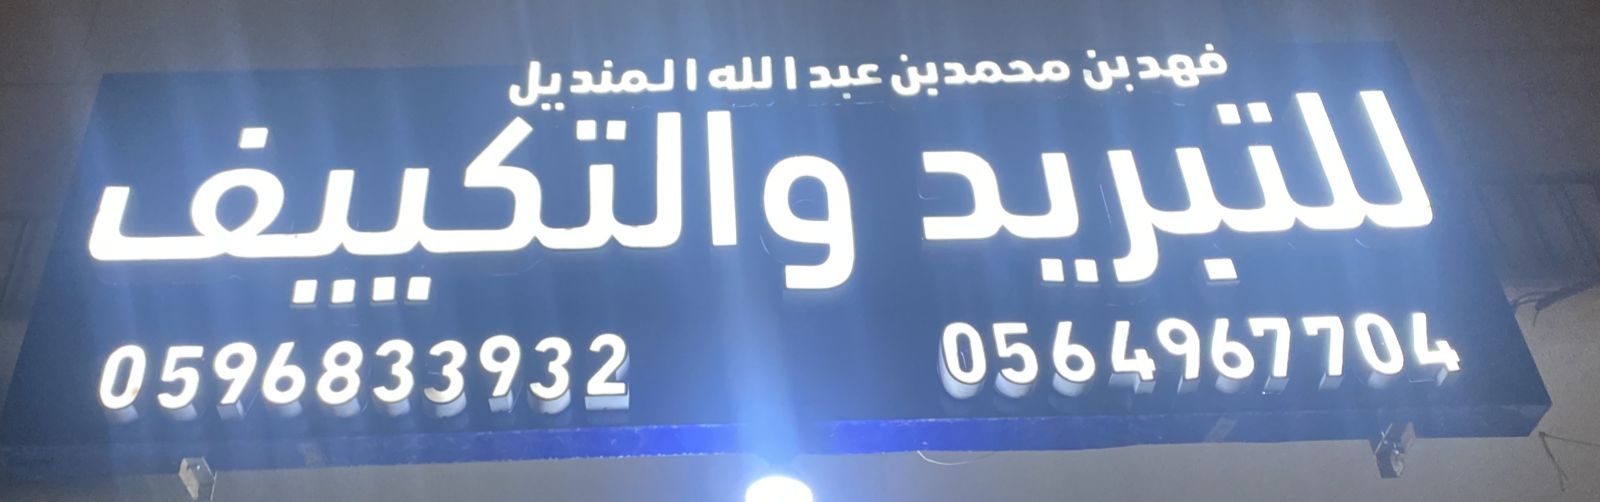 فهد بن محمد بن عبد الله المنديل
للتبريد والتكييف
0596833932 0564967704